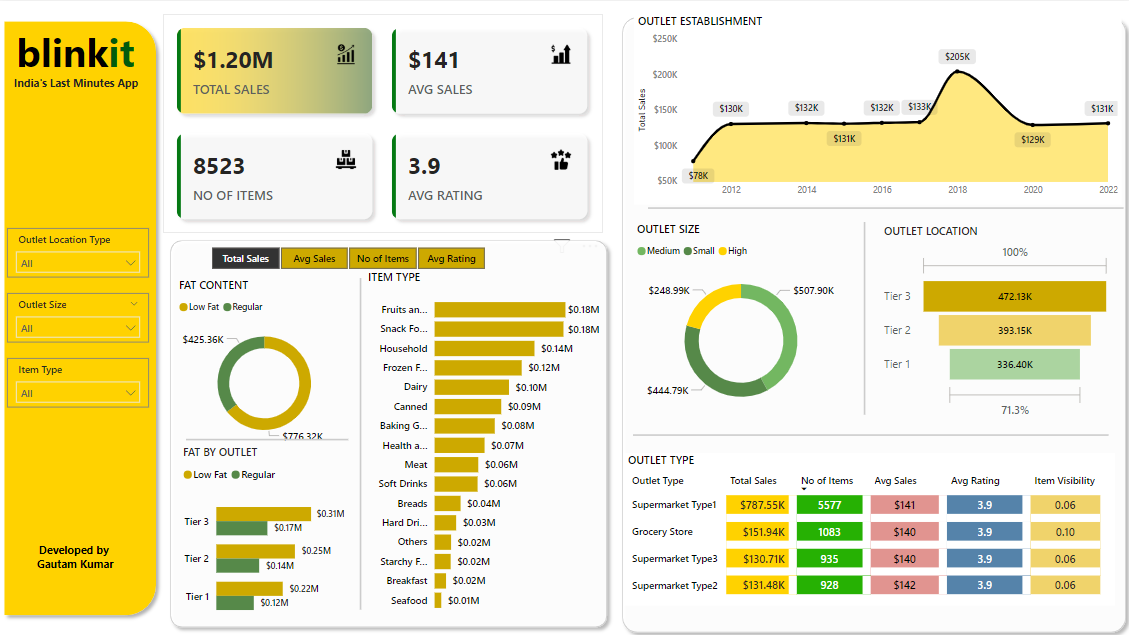 blinkit
India's Last Minutes App
Outlet Location Type
All
Outlet Size
All
Item Type
All
Developed by
Gautam Kumar
$1.20M
TOTAL SALES
$141
AVG SALES
8523
NO OF ITEMS
3.9
AVG RATING
Total Sales
Avg Sales
No of Items
Avg Rating
FAT CONTENT
Low Fat Regular
$425.36K
$776.32K
FAT BY OUTLET
Low Fat Regular
Tier 3 $0.31M
$0.17M
Tier 2 $0.25M
$0.14M
Tier 1 $0.22M
$0.12M
ITEM TYPE
Fruits an... $0.18M
Snack Fo... $0.18M
Household $0.14M
Frozen F... $0.12M
Dairy $0.10M
Canned $0.09M
Baking G... $0.08M
Health a... $0.07M
Meat $0.06M
Soft Drinks $0.06M
Breads $0.04M
Hard Dri... $0.03M
Others $0.02M
Starchy F... $0.02M
Breakfast $0.02M
Seafood $0.01M
OUTLET ESTABLISHMENT
Total Sales
$250K
$200K
$150K
$100K
$50K
$78K
$130K
$132K
$131K
$132K
$133K
$205K
$129K
$131K
2012 2014 2016 2018 2020 2022
OUTLET SIZE
Medium Small High
$248.99K
$507.90K
$444.79K
OUTLET LOCATION
100%
Tier 3 472.13K
Tier 2 393.15K
Tier 1 336.40K
71.3%
OUTLET TYPE
Outlet Type Total Sales No of Items Avg Sales Avg Rating Item Visibility
Supermarket Type1 $787.55K 5577 $141 3.9 0.06
Grocery Store $151.94K 1083 $140 3.9 0.10
Supermarket Type3 $130.71K 935 $140 3.9 0.06
Supermarket Type2 $131.48K 928 $142 3.9 0.06